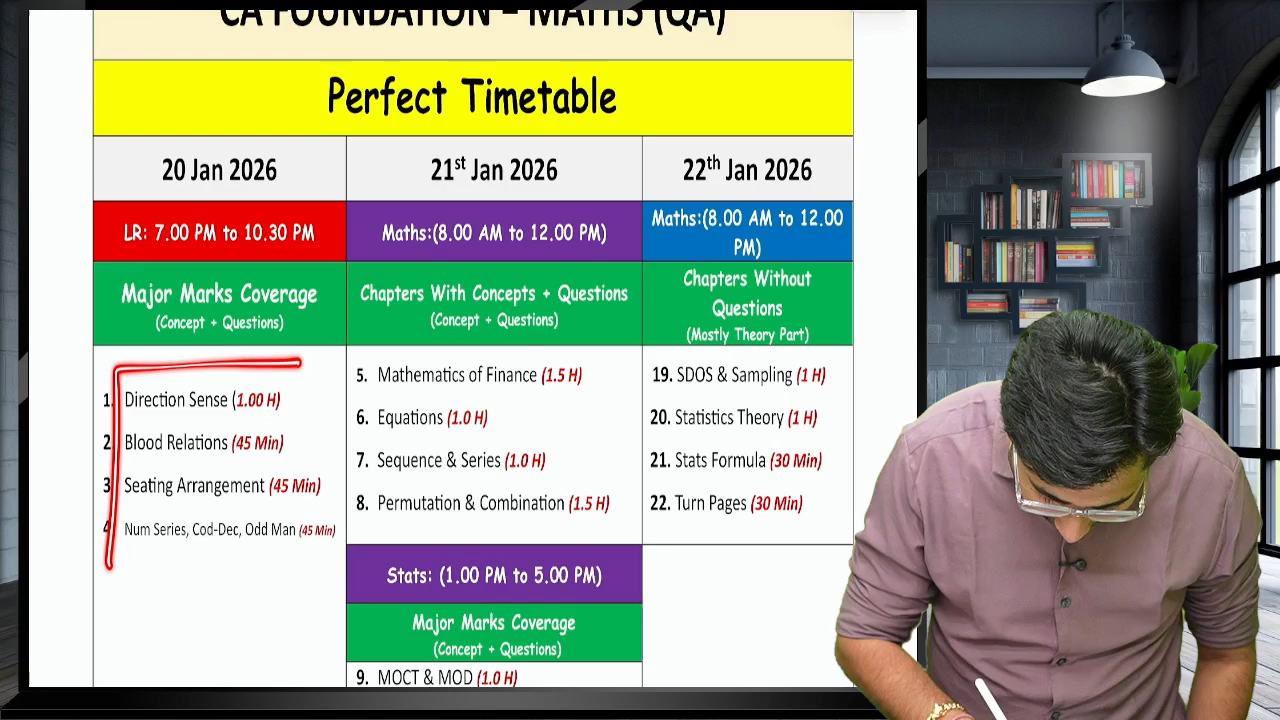 CA FOUNDATION – MATHS (QA)
Perfect Timetable
20 Jan 2026
21st Jan 2026
22th Jan 2026
LR: 7.00 PM to 10.30 PM
Maths:(8.00 AM to 12.00 PM)
Maths:(8.00 AM to 12.00
PM)
Major Marks Coverage
(Concept + Questions)
Chapters With Concepts + Questions
(Concept + Questions)
Chapters Without
Questions
(Mostly Theory Part)
1. Direction Sense (1.00 H)
2. Blood Relations (45 Min)
3. Seating Arrangement (45 Min)
4. Num Series, Cod-Dec, Odd Man (45 Min)
5. Mathematics of Finance (1.5 H)
6. Equations (1.0 H)
7. Sequence & Series (1.0 H)
8. Permutation & Combination (1.5 H)
Stats: (1.00 PM to 5.00 PM)
Major Marks Coverage
(Concept + Questions)
9. MOCT & MOD (1.0 H)
19. SDOS & Sampling (1 H)
20. Statistics Theory (1 H)
21. Stats Formula (30 Min)
22. Turn Pages (30 Min)